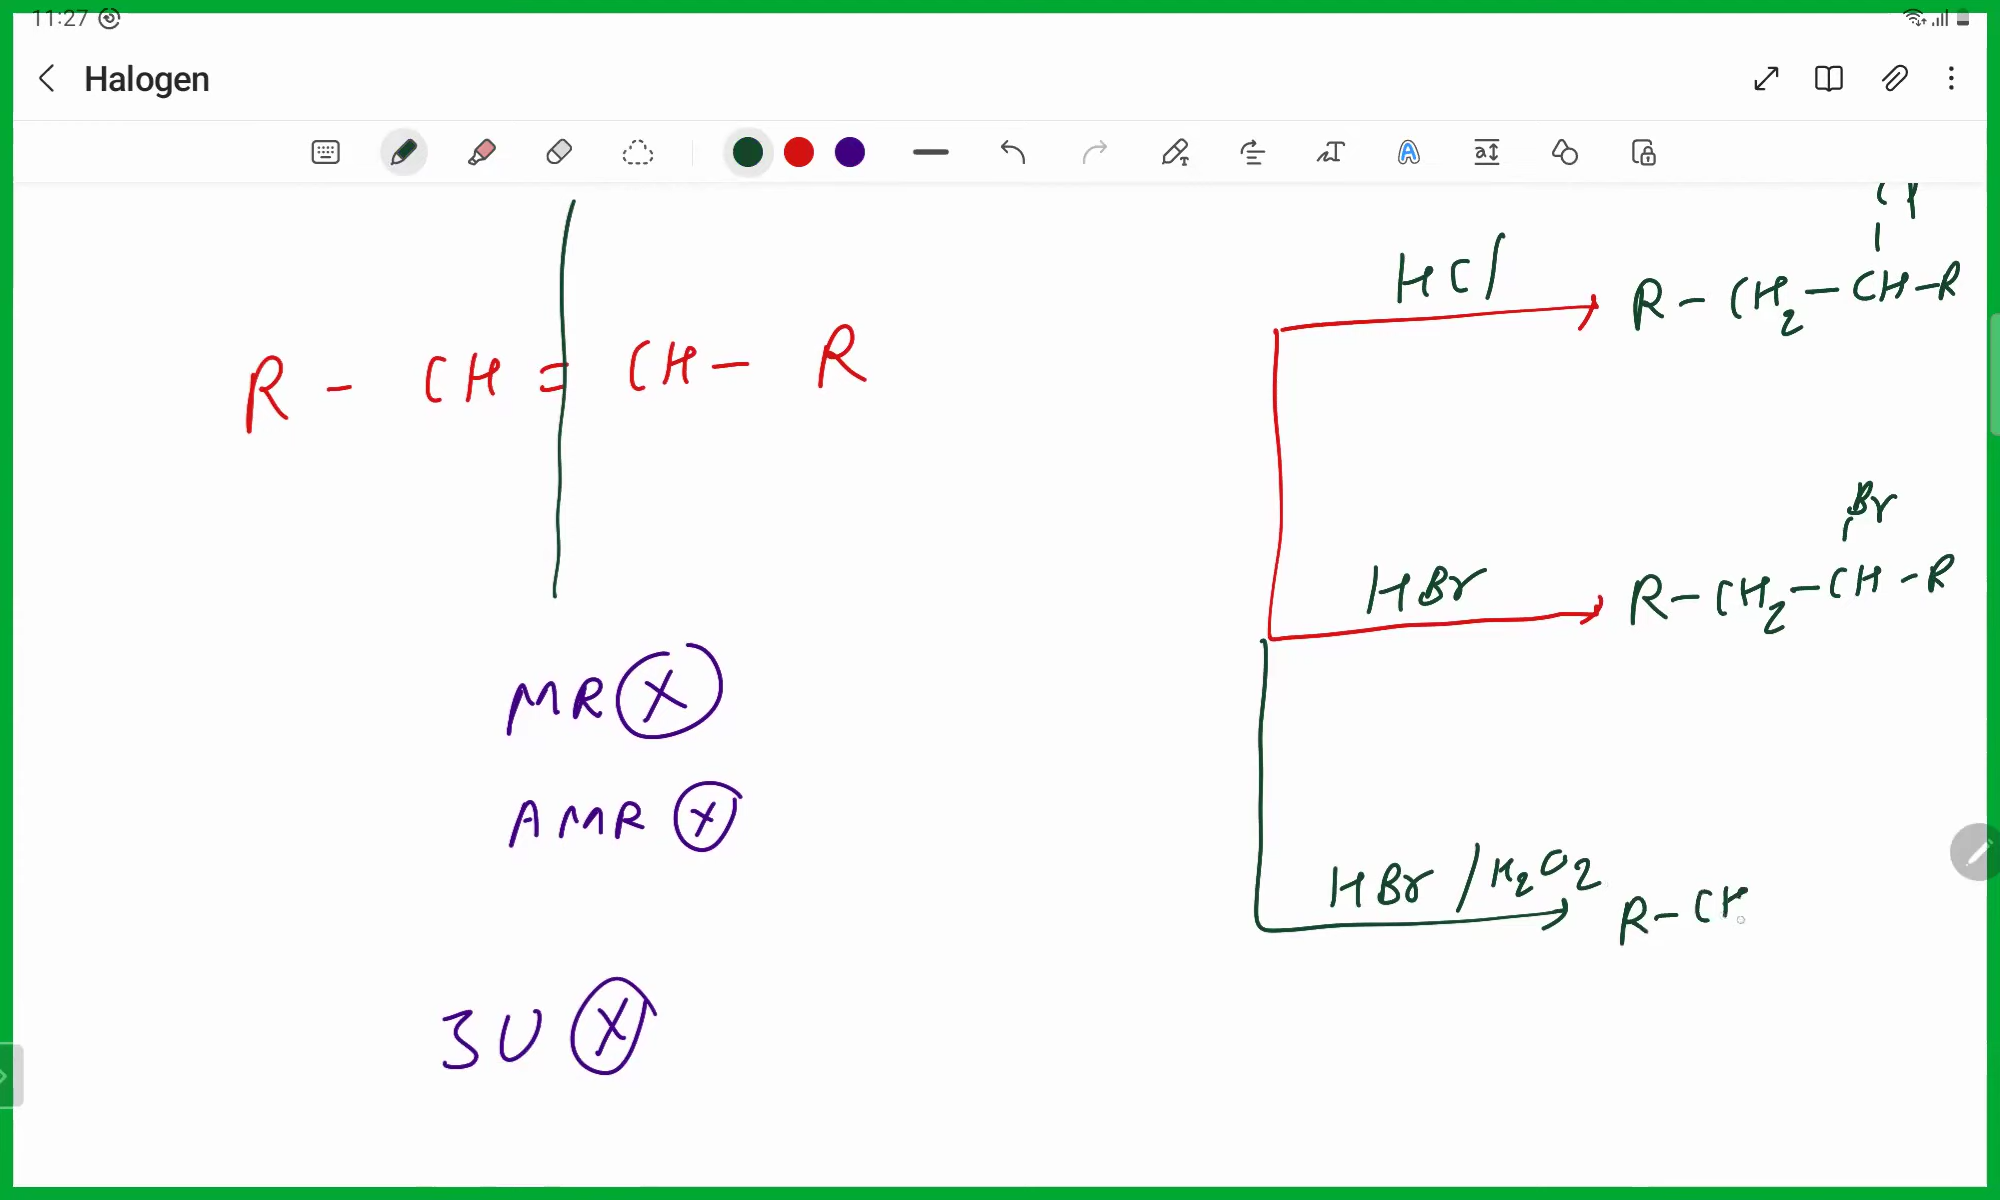 11:27
Halogen
R - CH = CH - R
MR X
AMR X
3U X
HCl
Cl
R - CH2 - CH - R
HBr
Br
R - CH2 - CH - R
HBr / H2O2
R - CH